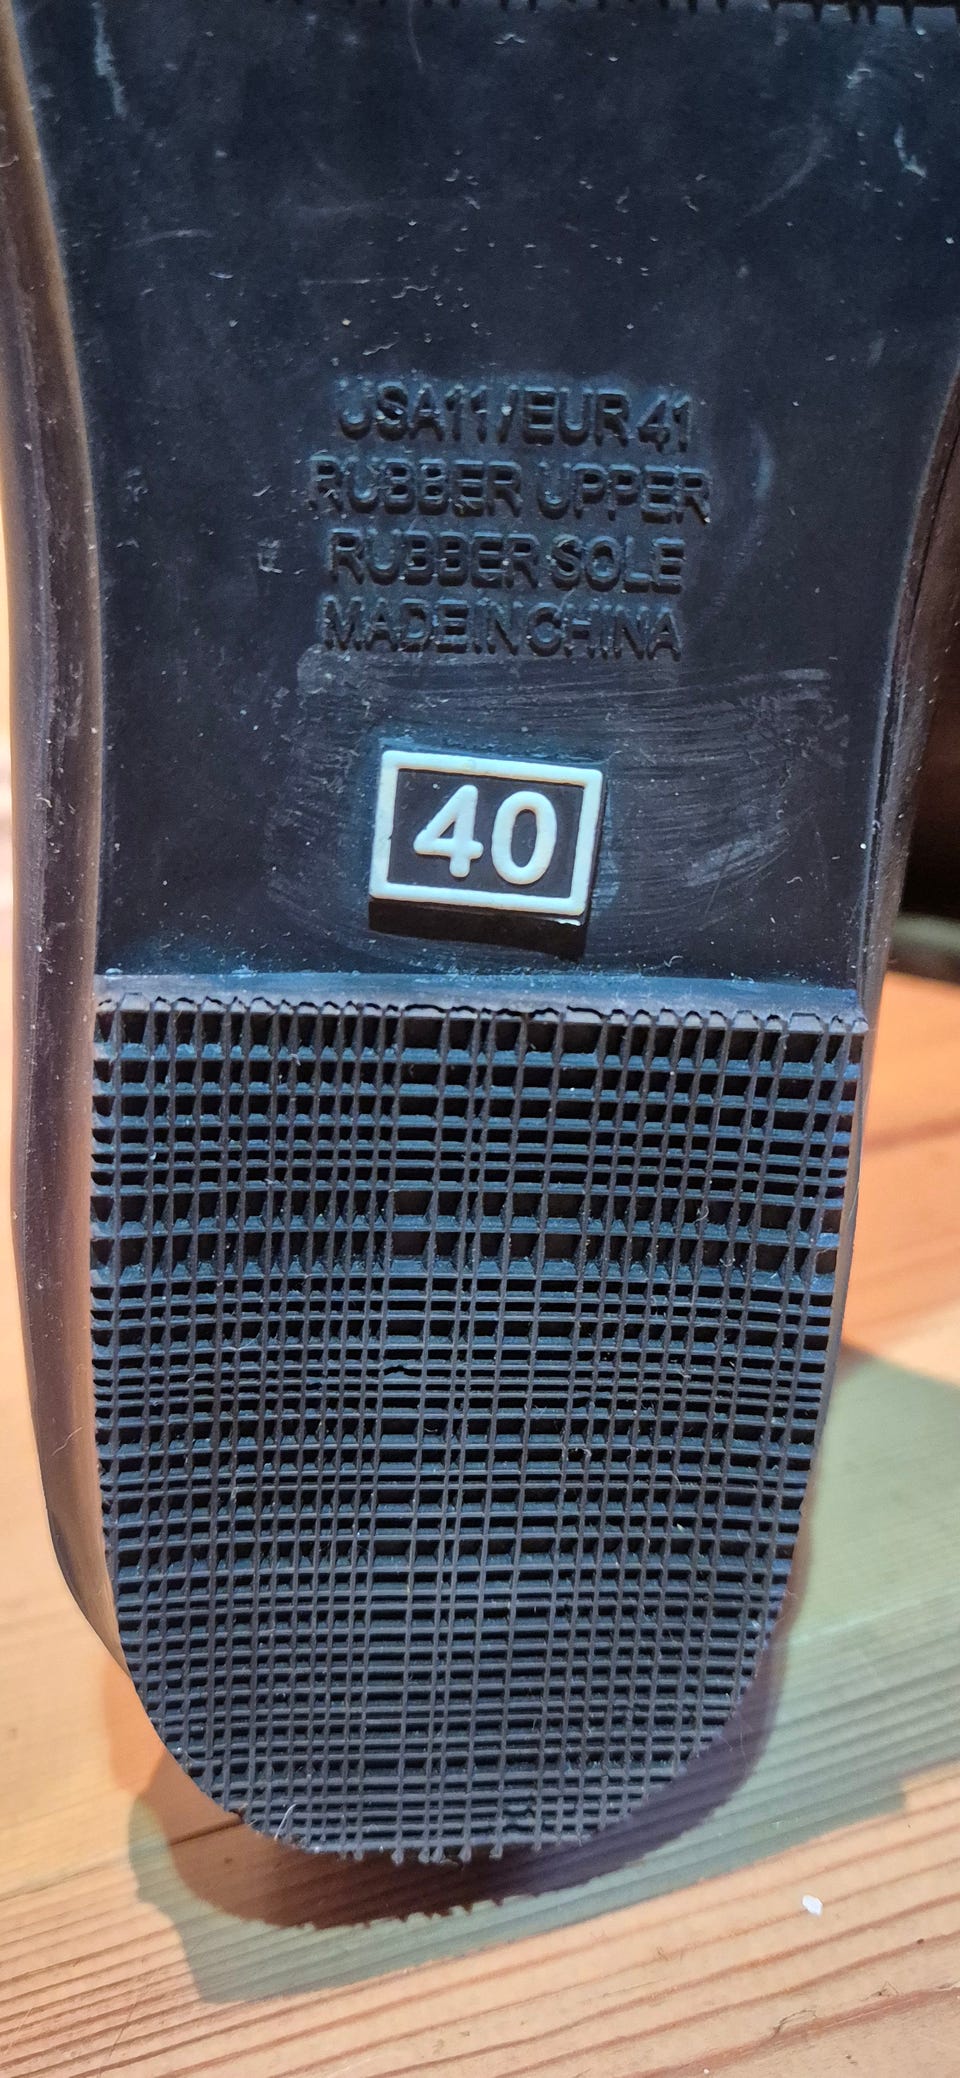 USA11/EUR 41
RUBBER UPPER
RUBBER SOLE
MADE IN CHINA
40